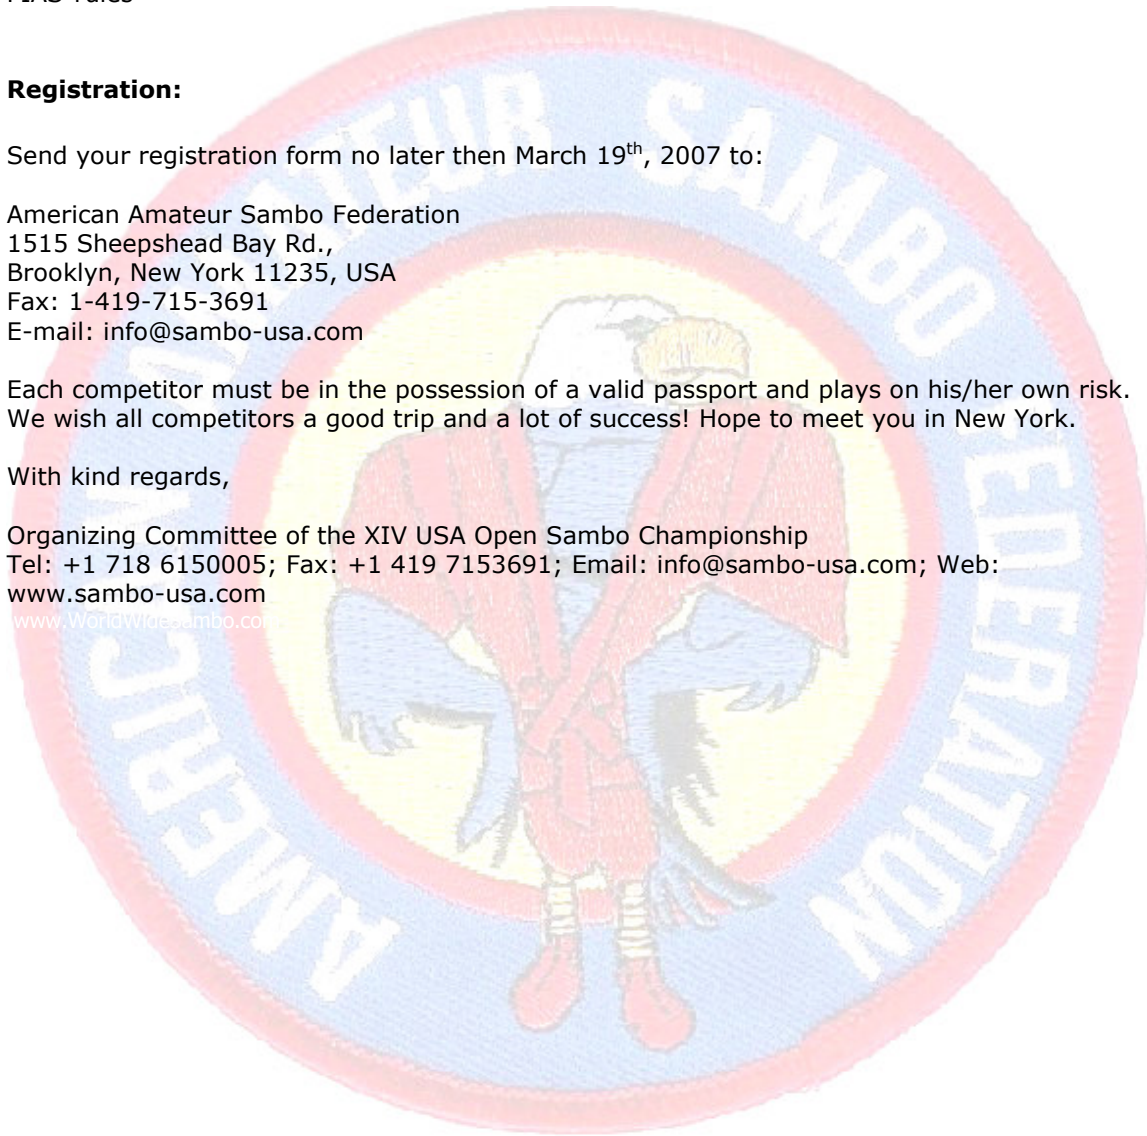 FIAS rules
Registration:
Send your registration form no later then March 19th, 2007 to:
American Amateur Sambo Federation
1515 Sheepshead Bay Rd.,
Brooklyn, New York 11235, USA
Fax: 1-419-715-3691
E-mail: info@sambo-usa.com
Each competitor must be in the possession of a valid passport and plays on his/her own risk.
We wish all competitors a good trip and a lot of success! Hope to meet you in New York.
With kind regards,
Organizing Committee of the XIV USA Open Sambo Championship
Tel: +1 718 6150005; Fax: +1 419 7153691; Email: info@sambo-usa.com; Web:
www.sambo-usa.com
www.WorldWideSambo.com
AMERICAN AMATEUR SAMBO FEDERATION